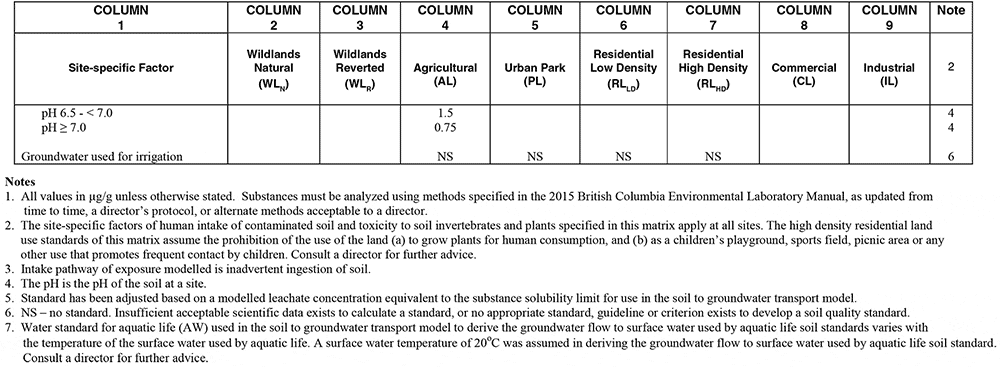 COLUMN 1 COLUMN 2 COLUMN 3 COLUMN 4 COLUMN 5 COLUMN 6 COLUMN 7 COLUMN 8 COLUMN 9 Note
Site-specific Factor Wildlands Natural (WLN) Wildlands Reverted (WLR) Agricultural (AL) Urban Park (PL) Residential Low Density (RLLD) Residential High Density (RLHD) Commercial (CL) Industrial (IL) 2
pH 6.5 - < 7.0 1.5 4
pH ≥ 7.0 0.75 4
Groundwater used for irrigation NS NS NS NS 6
Notes
1. All values in µg/g unless otherwise stated. Substances must be analyzed using methods specified in the 2015 British Columbia Environmental Laboratory Manual, as updated from
time to time, a director's protocol, or alternate methods acceptable to a director.
2. The site-specific factors of human intake of contaminated soil and toxicity to soil invertebrates and plants specified in this matrix apply at all sites. The high density residential land
use standards of this matrix assume the prohibition of the use of the land (a) to grow plants for human consumption, and (b) as a children's playground, sports field, picnic area or any
other use that promotes frequent contact by children. Consult a director for further advice.
3. Intake pathway of exposure modelled is inadvertent ingestion of soil.
4. The pH is the pH of the soil at a site.
5. Standard has been adjusted based on a modelled leachate concentration equivalent to the substance solubility limit for use in the soil to groundwater transport model.
6. NS – no standard. Insufficient acceptable scientific data exists to calculate a standard, or no appropriate standard, guideline or criterion exists to develop a soil quality standard.
7. Water standard for aquatic life (AW) used in the soil to groundwater transport model to derive the groundwater flow to surface water used by aquatic life soil standards varies with
the temperature of the surface water used by aquatic life. A surface water temperature of 20°C was assumed in deriving the groundwater flow to surface water used by aquatic life soil standard.
Consult a director for further advice.